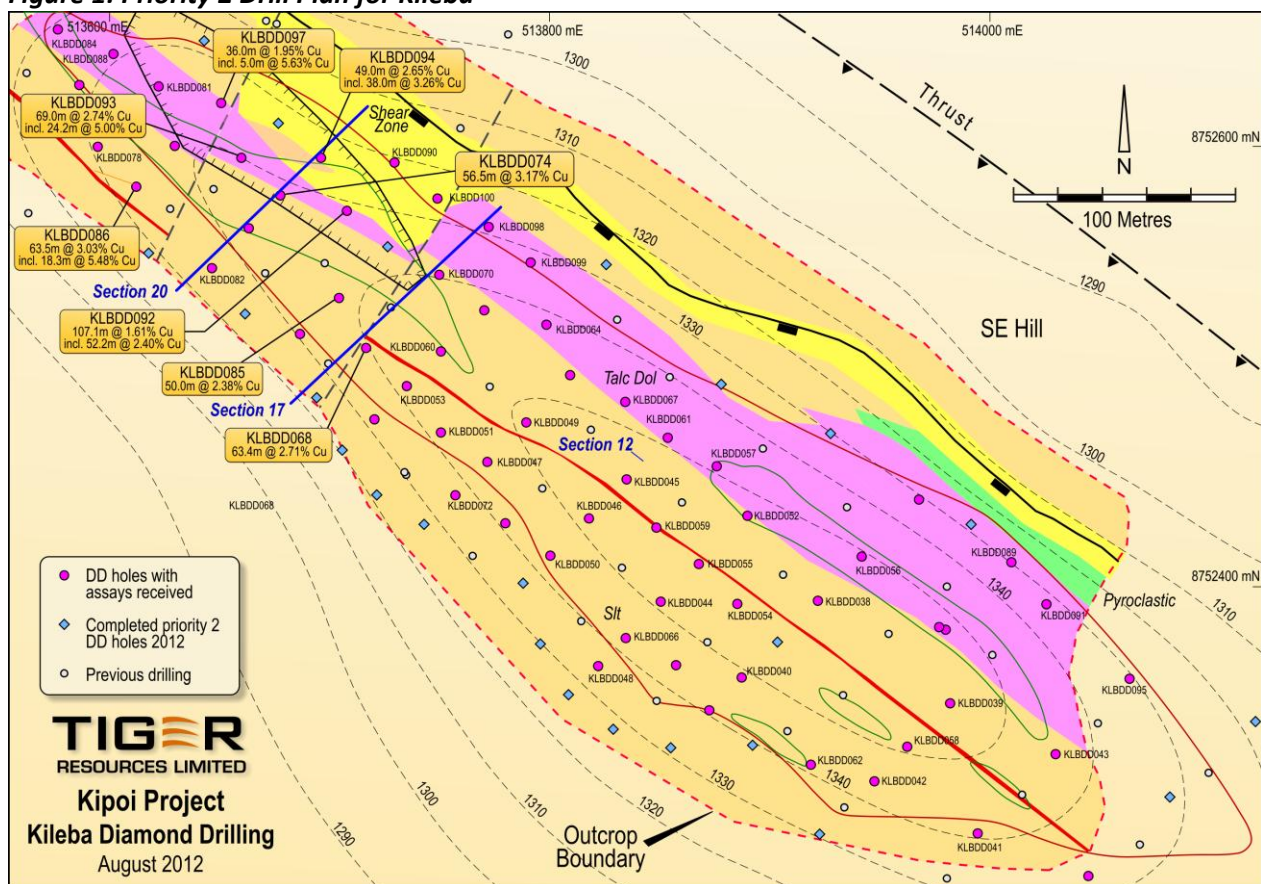 Figure 1: Priority 2 Drill Plan for Kileba
513600 mE
513800 mE
514000 mE
8752600 mN
8752400 mN
KLBDD097
36.0m @ 1.95% Cu
incl. 5.0m @ 5.63% Cu
KLBDD094
49.0m @ 2.65% Cu
incl. 38.0m @ 3.26% Cu
KLBDD093
69.0m @ 2.74% Cu
incl. 24.2m @ 5.00% Cu
KLBDD074
56.5m @ 3.17% Cu
KLBDD086
63.5m @ 3.03% Cu
incl. 18.3m @ 5.48% Cu
KLBDD092
107.1m @ 1.61% Cu
incl. 52.2m @ 2.40% Cu
KLBDD085
50.0m @ 2.38% Cu
KLBDD068
63.4m @ 2.71% Cu
KLBDD084
KLBDD088
KLBDD081
KLBDD078
KLBDD082
KLBDD090
KLBDD100
KLBDD098
KLBDD099
KLBDD070
KLBDD064
KLBDD060
KLBDD053
KLBDD067
KLBDD061
KLBDD049
KLBDD051
KLBDD047
KLBDD057
KLBDD045
KLBDD072
KLBDD046
KLBDD052
KLBDD059
KLBDD068
KLBDD050
KLBDD055
KLBDD056
KLBDD089
KLBDD044
KLBDD054
KLBDD038
KLBDD091
KLBDD066
KLBDD048
KLBDD040
KLBDD095
KLBDD039
KLBDD058
KLBDD043
KLBDD062
KLBDD042
KLBDD041
Shear
Zone
Thrust
N
100 Metres
SE Hill
Talc Dol
Slt
Pyroclastic
Section 20
Section 17
Section 12
Outcrop
Boundary
1300
1310
1320
1330
1290
1300
1340
1310
1320
1330
1340
1330
1320
1310
1300
1290
DD holes with
assays received
Completed priority 2
DD holes 2012
Previous drilling
TIGER
RESOURCES LIMITED
Kipoi Project
Kileba Diamond Drilling
August 2012